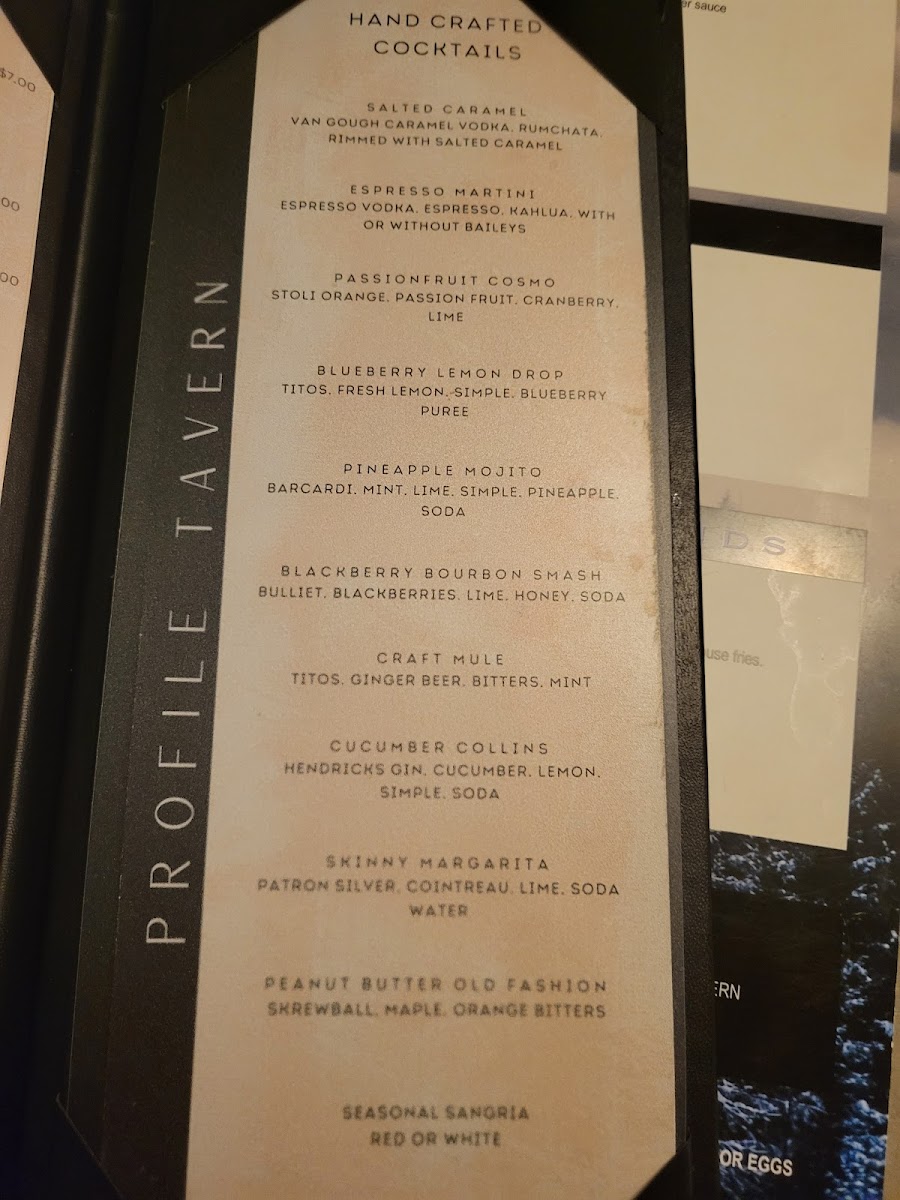 $7.00
00
00
PROFILE TAVERN
HAND CRAFTED
COCKTAILS
SALTED CARAMEL
VAN GOUGH CARAMEL VODKA, RUMCHATA,
RIMMED WITH SALTED CARAMEL
ESPRESSO MARTINI
ESPRESSO VODKA, ESPRESSO, KAHLUA, WITH
OR WITHOUT BAILEYS
PASSIONFRUIT COSMO
STOLI ORANGE, PASSION FRUIT, CRANBERRY,
LIME
BLUEBERRY LEMON DROP
TITOS, FRESH LEMON, SIMPLE, BLUEBERRY
PUREE
PINEAPPLE MOJITO
BARCARDI, MINT, LIME, SIMPLE, PINEAPPLE,
SODA
BLACKBERRY BOURBON SMASH
BULLIET, BLACKBERRIES, LIME, HONEY, SODA
CRAFT MULE
TITOS, GINGER BEER, BITTERS, MINT
CUCUMBER COLLINS
HENDRICKS GIN, CUCUMBER, LEMON,
SIMPLE, SODA
SKINNY MARGARITA
PATRON SILVER, COINTREAU, LIME, SODA
WATER
PEANUT BUTTER OLD FASHION
SKREWBALL, MAPLE, ORANGE BITTERS
SEASONAL SANGRIA
RED OR WHITE
er sauce
DS
use fries.
ERN
OR EGGS